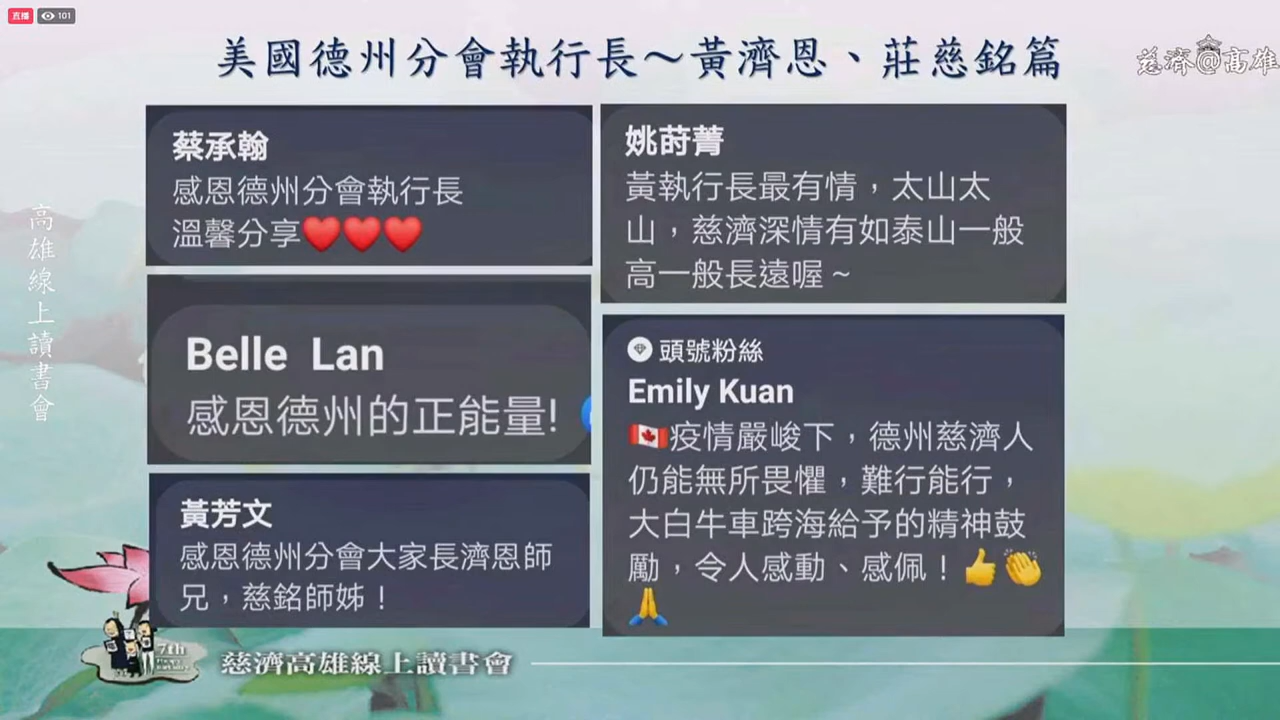 直播 101
美國德州分會執行長～黃濟恩、莊慈銘篇
慈濟@高雄
高雄線上讀書會
蔡承翰
感恩德州分會執行長
溫馨分享❤️❤️❤️
Belle Lan
感恩德州的正能量!
黃芳文
感恩德州分會大家長濟恩師
兄，慈銘師姊！
姚莳菁
黃執行長最有情，太山太
山，慈濟深情有如泰山一般
高一般長遠喔～
頭號粉絲
Emily Kuan
🇨🇦疫情嚴峻下，德州慈濟人
仍能無所畏懼，難行能行，
大白牛車跨海給予的精神鼓
勵，令人感動、感佩！👍👏
🙏
7th
慈濟高雄線上讀書會